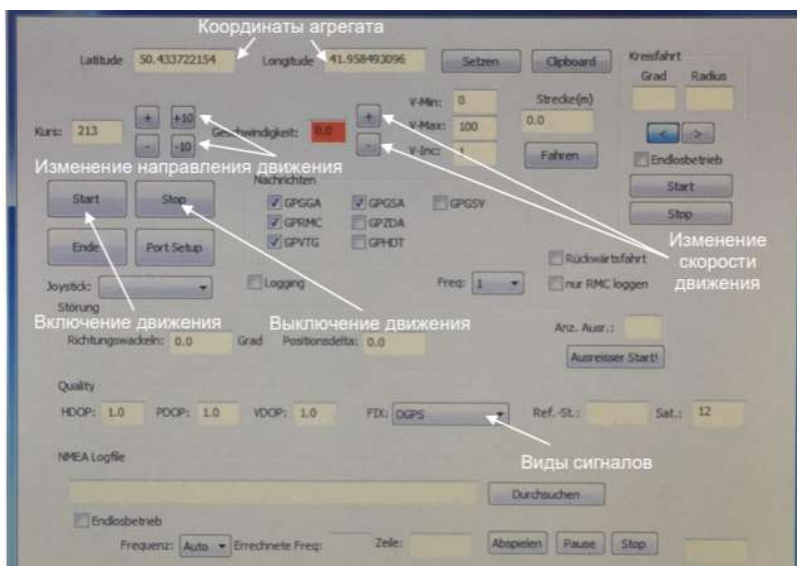 Координаты агрегата
Latitude 50.433722154 Longitude 41.958493096 Setzen Clipboard Kreisfahrt
Grad Radius
V-Min: 0 Strecke(m)
Kurs: 213 + +10 Geschwindigkeit: 0.0 + V-Max: 100 0.0
- -10 - V-Inc: 1 Fahren < >
Изменение направления движения Endlosbetrieb
Nachrichten
Start Stop GPGGA GPGSA GPGSV Start
GPRMC GPZDA Stop
Ende Port Setup GPVTG GPHDT
Изменение
скорости
движения
Rückwärtsfahrt
Joystick: Logging Freq: 1 nur RMC loggen
Störung
Включение движения Выключение движения
Anz. Ausr.:
Richtungswackeln: 0.0 Grad Positionsdelta: 0.0
Ausreisser Start!
Quality
HDOP: 1.0 PDOP: 1.0 VDOP: 1.0 FIX: DGPS Ref.-St.: Sat.: 12
NMEA Logfile
Виды сигналов
Durchsuchen
Endlosbetrieb
Frequenz: Auto Errechnete Freq: Zeile: Abspielen Pause Stop